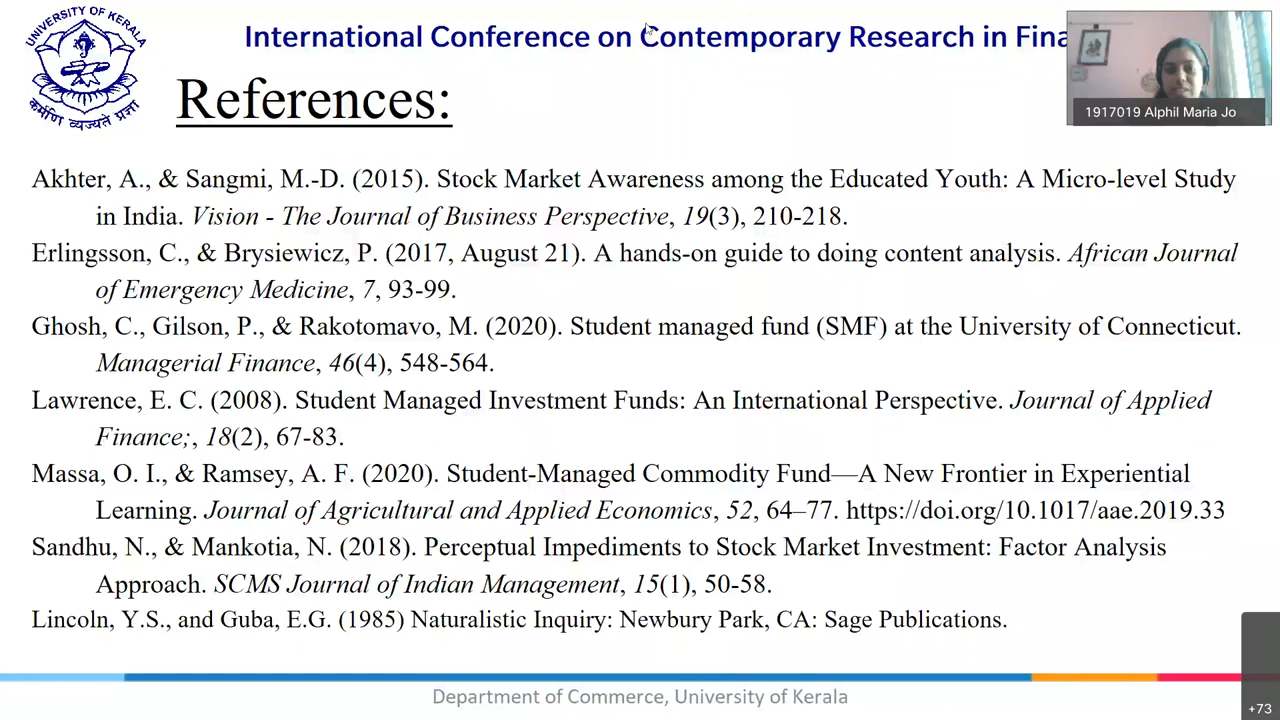 UNIVERSITY OF KERALA
कर्मणि व्यज्यते प्रज्ञा
International Conference on Contemporary Research in Fina
1917019 Alphil Maria Jo
References:
Akhter, A., & Sangmi, M.-D. (2015). Stock Market Awareness among the Educated Youth: A Micro-level Study
in India. Vision - The Journal of Business Perspective, 19(3), 210-218.
Erlingsson, C., & Brysiewicz, P. (2017, August 21). A hands-on guide to doing content analysis. African Journal
of Emergency Medicine, 7, 93-99.
Ghosh, C., Gilson, P., & Rakotomavo, M. (2020). Student managed fund (SMF) at the University of Connecticut.
Managerial Finance, 46(4), 548-564.
Lawrence, E. C. (2008). Student Managed Investment Funds: An International Perspective. Journal of Applied
Finance;, 18(2), 67-83.
Massa, O. I., & Ramsey, A. F. (2020). Student-Managed Commodity Fund—A New Frontier in Experiential
Learning. Journal of Agricultural and Applied Economics, 52, 64–77. https://doi.org/10.1017/aae.2019.33
Sandhu, N., & Mankotia, N. (2018). Perceptual Impediments to Stock Market Investment: Factor Analysis
Approach. SCMS Journal of Indian Management, 15(1), 50-58.
Lincoln, Y.S., and Guba, E.G. (1985) Naturalistic Inquiry: Newbury Park, CA: Sage Publications.
Department of Commerce, University of Kerala
+73